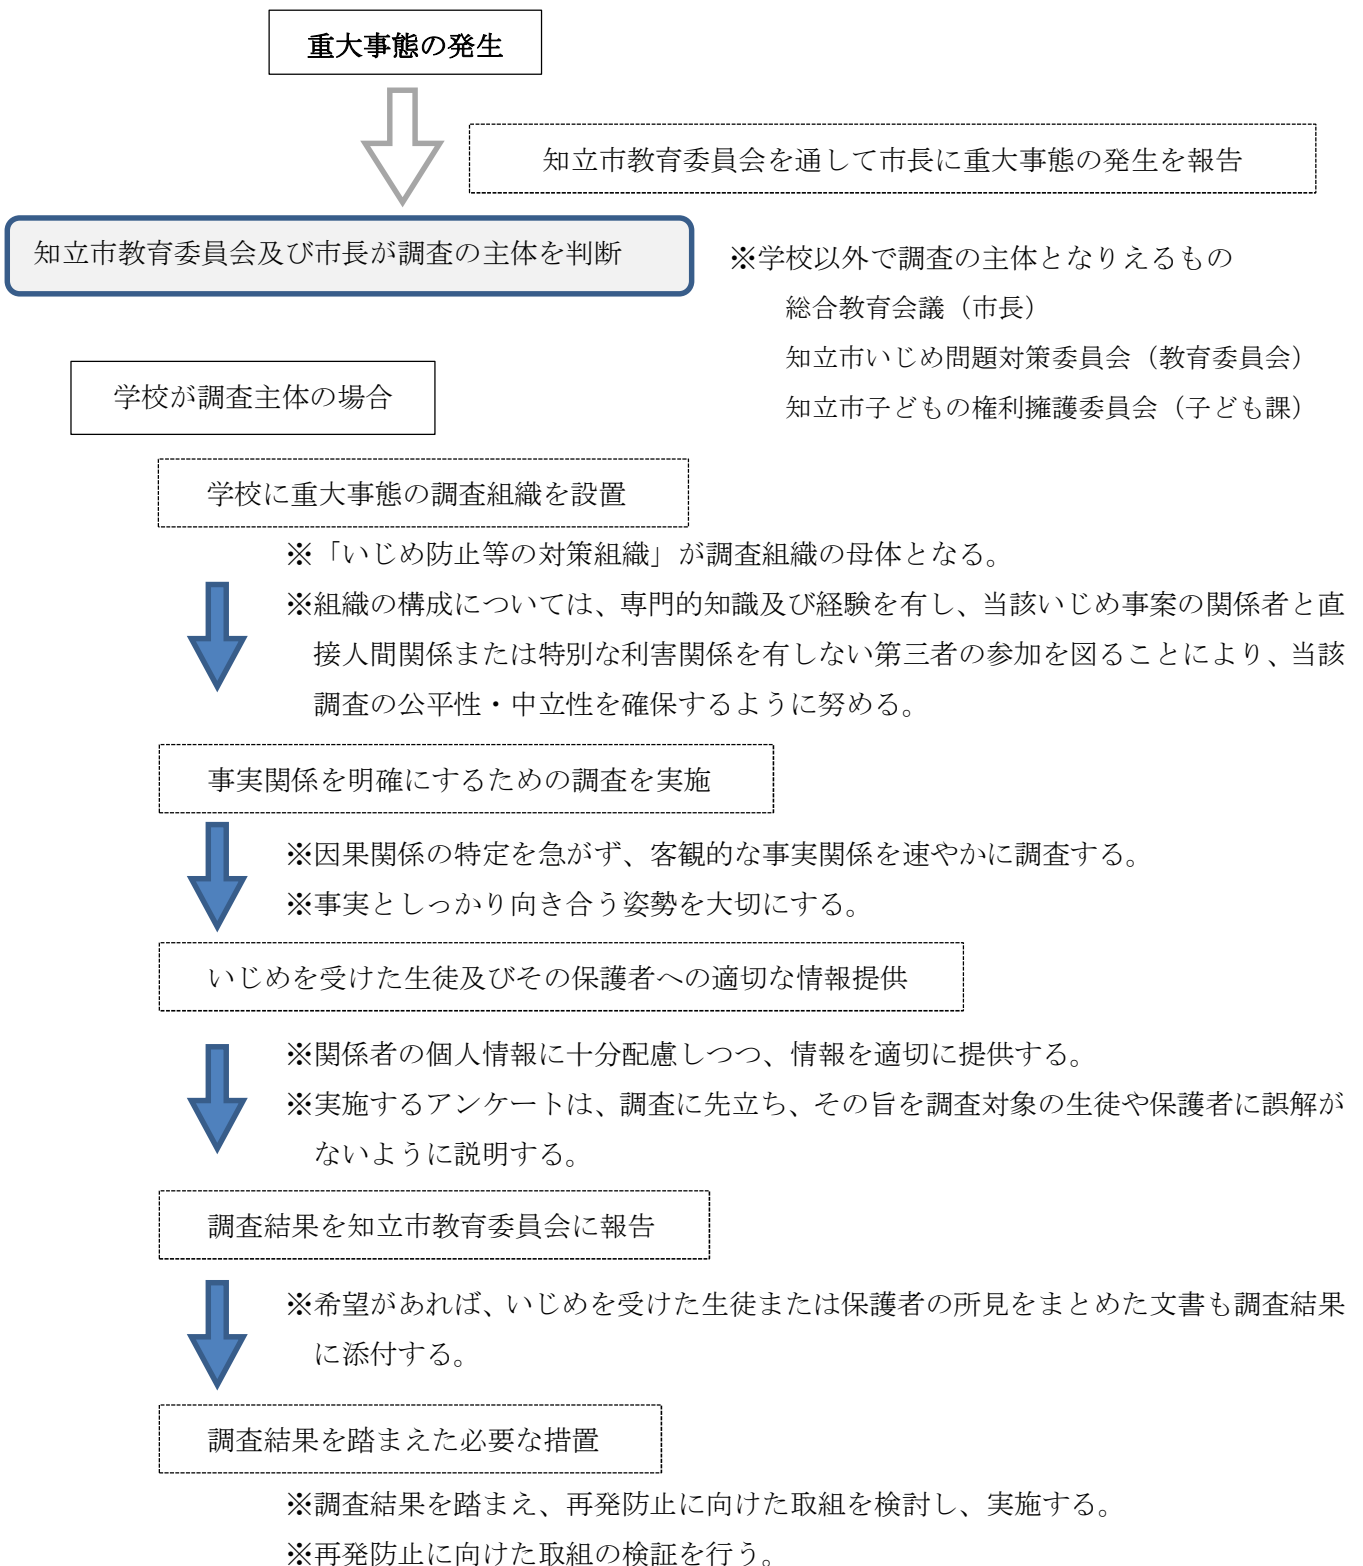 重大事態の発生
知立市教育委員会を通して市長に重大事態の発生を報告
知立市教育委員会及び市長が調査の主体を判断
※学校以外で調査の主体となりえるもの
総合教育会議（市長）
知立市いじめ問題対策委員会（教育委員会）
知立市子どもの権利擁護委員会（子ども課）
学校が調査主体の場合
学校に重大事態の調査組織を設置
※「いじめ防止等の対策組織」が調査組織の母体となる。
※組織の構成については、専門的知識及び経験を有し、当該いじめ事案の関係者と直
接人間関係または特別な利害関係を有しない第三者の参加を図ることにより、当該
調査の公平性・中立性を確保するように努める。
事実関係を明確にするための調査を実施
※因果関係の特定を急がず、客観的な事実関係を速やかに調査する。
※事実としっかり向き合う姿勢を大切にする。
いじめを受けた生徒及びその保護者への適切な情報提供
※関係者の個人情報に十分配慮しつつ、情報を適切に提供する。
※実施するアンケートは、調査に先立ち、その旨を調査対象の生徒や保護者に誤解が
ないように説明する。
調査結果を知立市教育委員会に報告
※希望があれば、いじめを受けた生徒または保護者の所見をまとめた文書も調査結果
に添付する。
調査結果を踏まえた必要な措置
※調査結果を踏まえ、再発防止に向けた取組を検討し、実施する。
※再発防止に向けた取組の検証を行う。